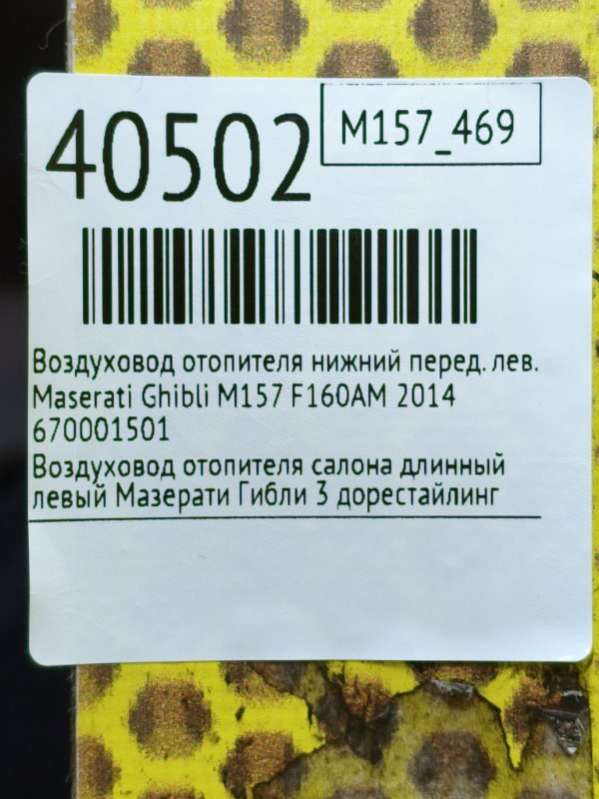 40502
M157_469
Воздуховод отопителя нижний перед. лев.
Maserati Ghibli M157 F160AM 2014
670001501
Воздуховод отопителя салона длинный
левый Мазерати Гибли 3 дорестайлинг